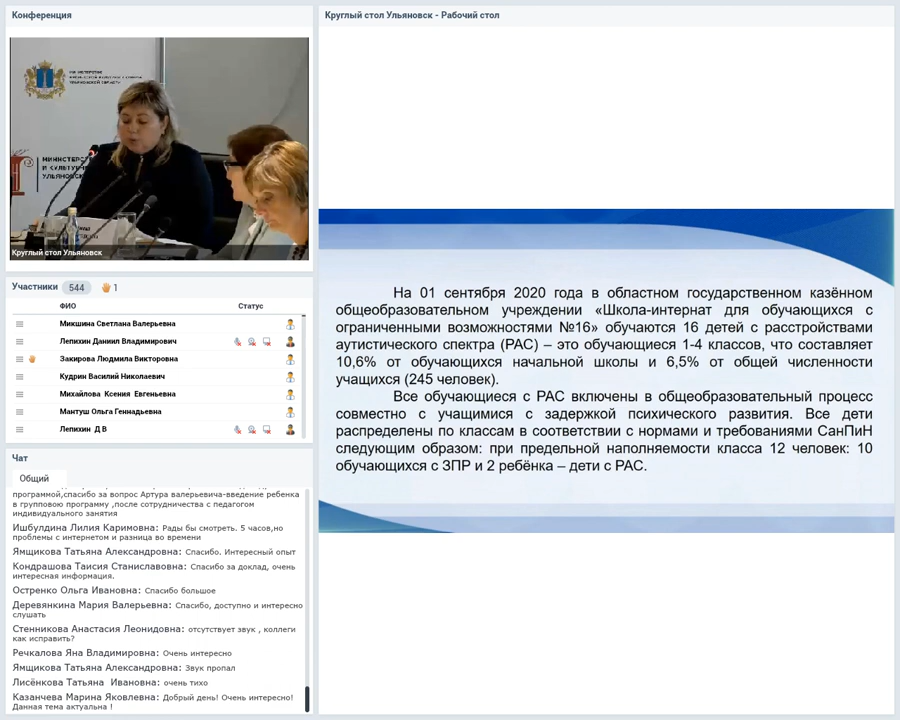 Конференция
Круглый стол Ульяновск - Рабочий стол
МИНИСТЕРСТВО
УЛЬЯНОВСКОЙ ОБЛАСТИ
МИНИСТЕРС
И КУЛЬТУРН
УЛЬЯНОВСК
Круглый стол Ульяновск
Участники 544 1
ФИО Статус
Микшина Светлана Валерьевна
Лепихин Даниил Владимирович
Закирова Людмила Викторовна
Кудрин Василий Николаевич
Михайлова Ксения Евгеньевна
Мантуш Ольга Геннадьевна
Лепихин Д В
Чат
Общий
программой,спасибо за вопрос Артура валерьевича-введение ребенка
в групповою программу ,после сотрудничества с педагогом
индивидуального занятия
Ишбулдина Лилия Каримовна: Рады бы смотреть. 5 часов,но
проблемы с интернетом и разница во времени
Ямщикова Татьяна Александровна: Спасибо. Интересный опыт
Кондрашова Таисия Станиславовна: Спасибо за доклад, очень
интересная информация.
Остренко Ольга Ивановна: Спасибо большое
Деревянкина Мария Валерьевна: Спасибо, доступно и интересно
слушать
Стенникова Анастасия Леонидовна: отсутствует звук , коллеги
как исправить?
Речкалова Яна Владимировна: Очень интересно
Ямщикова Татьяна Александровна: Звук пропал
Лисёнкова Татьяна Ивановна: очень тихо
Казанчева Марина Яковлевна: Добрый день! Очень интересно!
Данная тема актуальна !
На 01 сентября 2020 года в областном государственном казённом
общеобразовательном учреждении «Школа-интернат для обучающихся с
ограниченными возможностями №16» обучаются 16 детей с расстройствами
аутистического спектра (РАС) – это обучающиеся 1-4 классов, что составляет
10,6% от обучающихся начальной школы и 6,5% от общей численности
учащихся (245 человек).
Все обучающиеся с РАС включены в общеобразовательный процесс
совместно с учащимися с задержкой психического развития. Все дети
распределены по классам в соответствии с нормами и требованиями СанПиН
следующим образом: при предельной наполняемости класса 12 человек: 10
обучающихся с ЗПР и 2 ребёнка – дети с РАС.